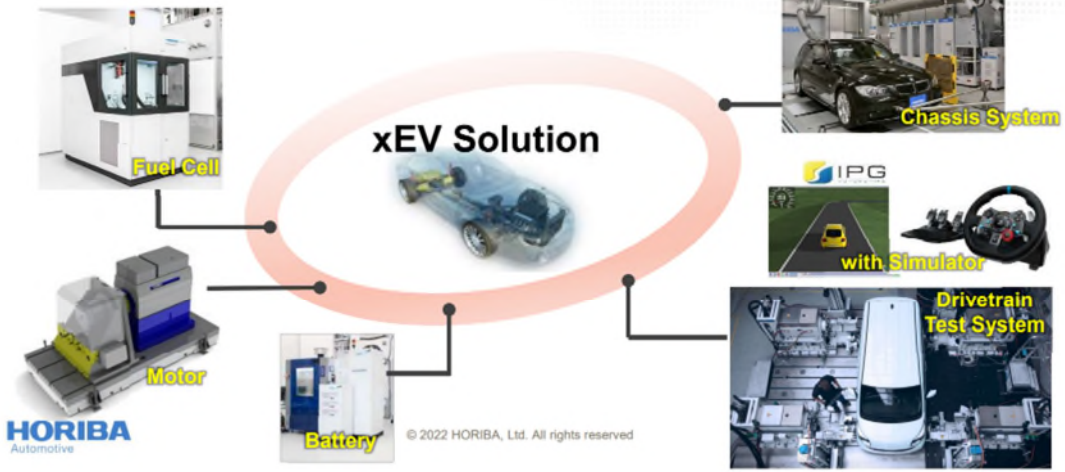 xEV Solution
Fuel Cell
Chassis System
IPG
with Simulator
Motor
Battery
Drivetrain
Test System
HORIBA
Automotive
© 2022 HORIBA, Ltd. All rights reserved